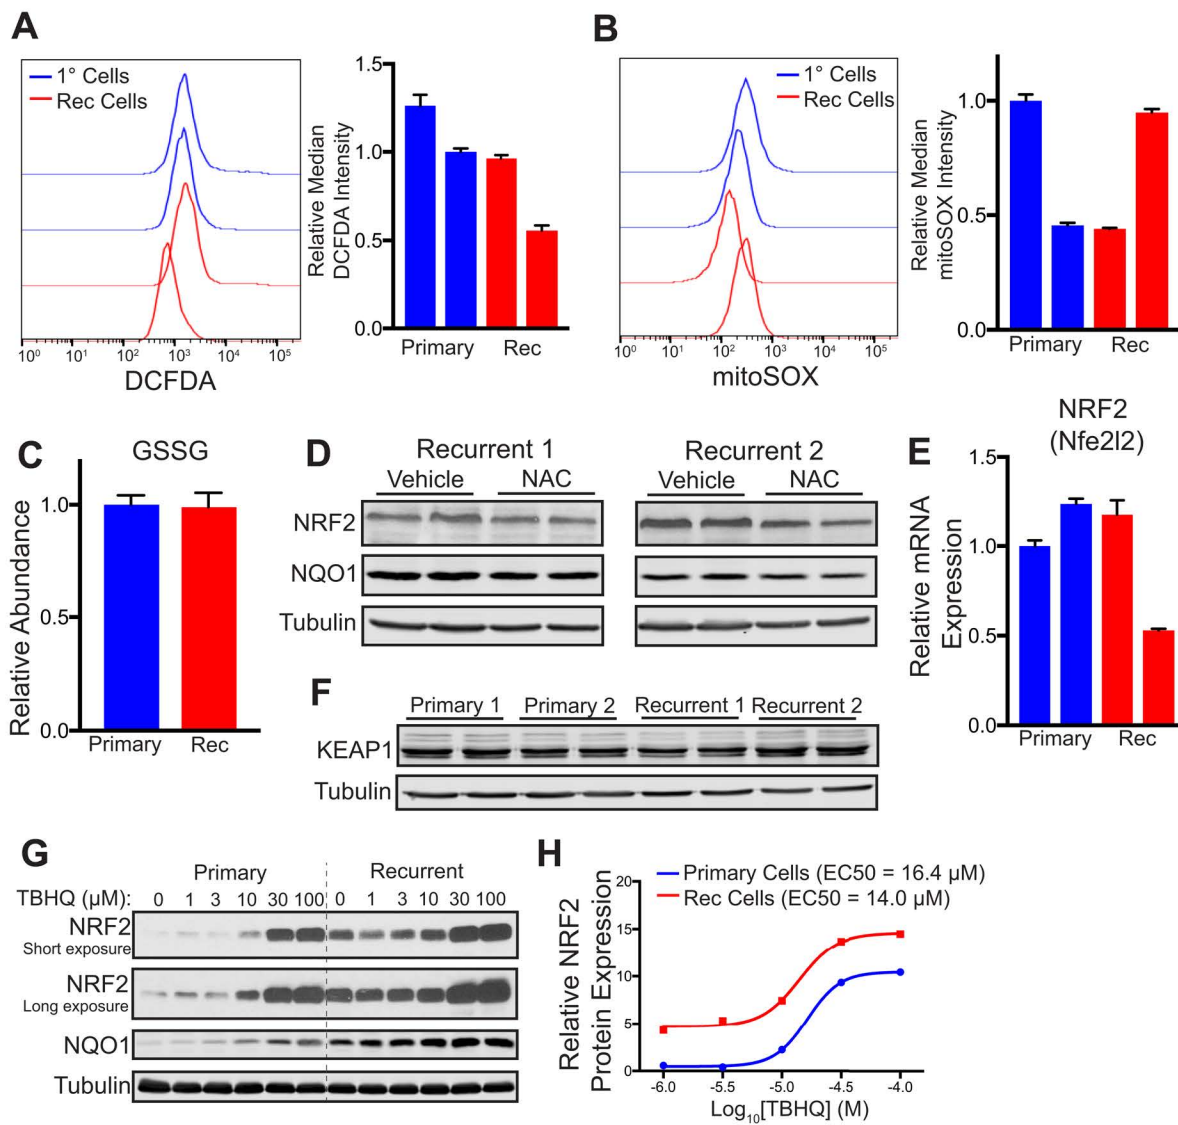 A
1° Cells
Rec Cells
10⁰ 10¹ 10² 10³ 10⁴ 10⁵
DCFDA
Relative Median
DCFDA Intensity
1.5
1.0
0.5
0.0
Primary Rec
B
1° Cells
Rec Cells
10⁰ 10¹ 10² 10³ 10⁴ 10⁵
mitoSOX
Relative Median
mitoSOX Intensity
1.0
0.5
0.0
Primary Rec
C
GSSG
Relative Abundance
1.0
0.5
0.0
Primary Rec
D
Recurrent 1 Recurrent 2
Vehicle NAC Vehicle NAC
NRF2
NQO1
Tubulin
E
NRF2
(Nfe2l2)
Relative mRNA
Expression
1.5
1.0
0.5
0.0
Primary Rec
F
Primary 1 Primary 2 Recurrent 1 Recurrent 2
KEAP1
Tubulin
G
Primary Recurrent
TBHQ (µM): 0 1 3 10 30 100 0 1 3 10 30 100
NRF2
Short exposure
NRF2
Long exposure
NQO1
Tubulin
H
Primary Cells (EC50 = 16.4 µM)
Rec Cells (EC50 = 14.0 µM)
Relative NRF2
Protein Expression
20
15
10
5
0
-6.0 -5.5 -5.0 -4.5 -4.0
Log₁₀[TBHQ] (M)